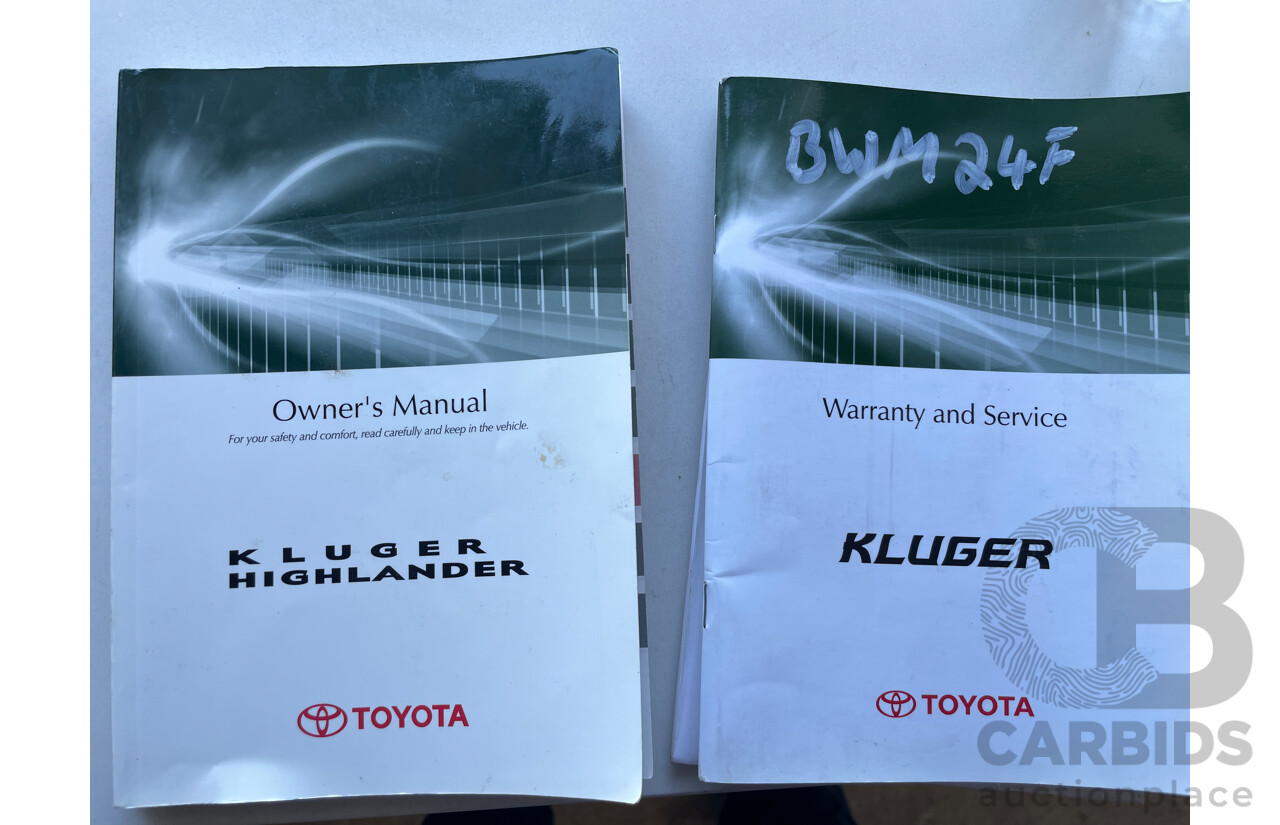 Owner's Manual
For your safety and comfort, read carefully and keep in the vehicle.
KLUGER
HIGHLANDER
TOYOTA
BWM24F
Warranty and Service
KLUGER
TOYOTA
CB
CARBIDS
auctionplace